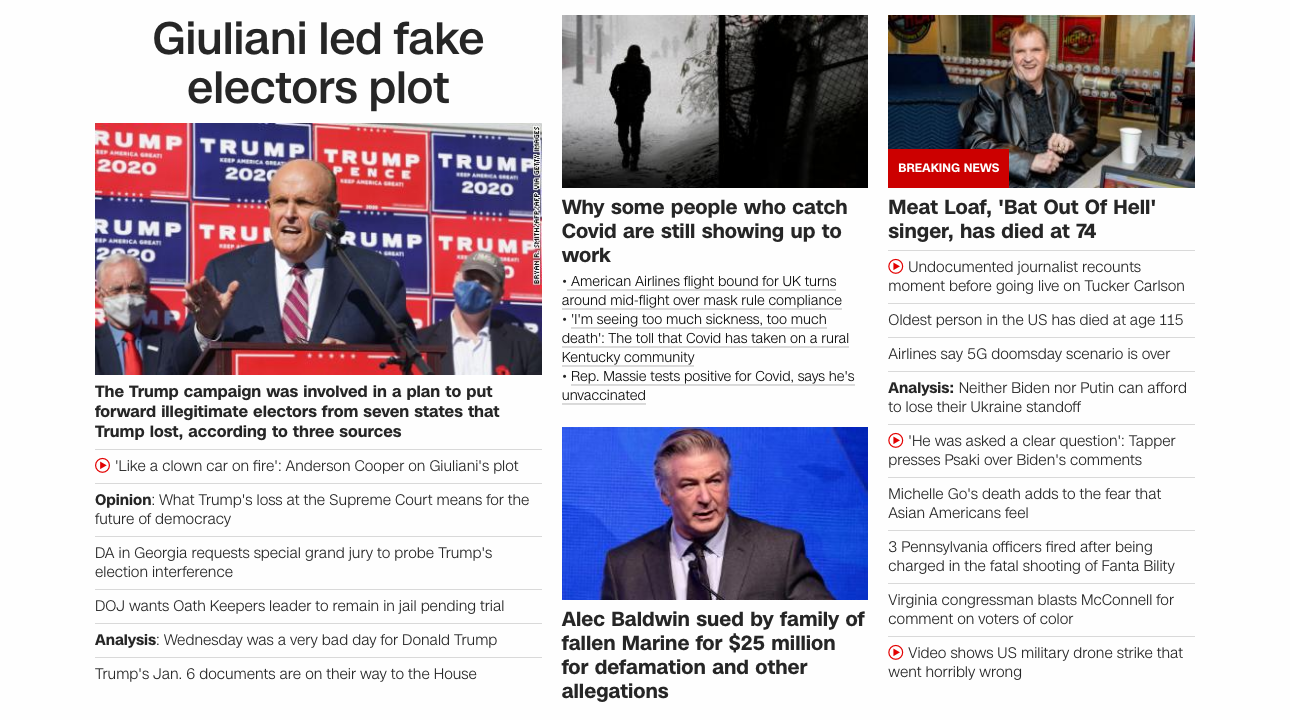 Giuliani led fake
electors plot
TRUMP
KEEP AMERICA GREAT!
2020
TRUMP
KEEP AMERICA GREAT!
2020
TRUMP
PENCE
KEEP AMERICA GREAT!
TRUMP
KEEP AMERICA GREAT!
2020
BRYAN R. SMITH/AFP/AFP VIA GETTY IMAGES
The Trump campaign was involved in a plan to put
forward illegitimate electors from seven states that
Trump lost, according to three sources
'Like a clown car on fire': Anderson Cooper on Giuliani's plot
Opinion: What Trump's loss at the Supreme Court means for the
future of democracy
DA in Georgia requests special grand jury to probe Trump's
election interference
DOJ wants Oath Keepers leader to remain in jail pending trial
Analysis: Wednesday was a very bad day for Donald Trump
Trump's Jan. 6 documents are on their way to the House
Why some people who catch
Covid are still showing up to
work
• American Airlines flight bound for UK turns
around mid-flight over mask rule compliance
• 'I'm seeing too much sickness, too much
death': The toll that Covid has taken on a rural
Kentucky community
• Rep. Massie tests positive for Covid, says he's
unvaccinated
Alec Baldwin sued by family of
fallen Marine for $25 million
for defamation and other
allegations
BREAKING NEWS
Meat Loaf, 'Bat Out Of Hell'
singer, has died at 74
Undocumented journalist recounts
moment before going live on Tucker Carlson
Oldest person in the US has died at age 115
Airlines say 5G doomsday scenario is over
Analysis: Neither Biden nor Putin can afford
to lose their Ukraine standoff
'He was asked a clear question': Tapper
presses Psaki over Biden's comments
Michelle Go's death adds to the fear that
Asian Americans feel
3 Pennsylvania officers fired after being
charged in the fatal shooting of Fanta Bility
Virginia congressman blasts McConnell for
comment on voters of color
Video shows US military drone strike that
went horribly wrong